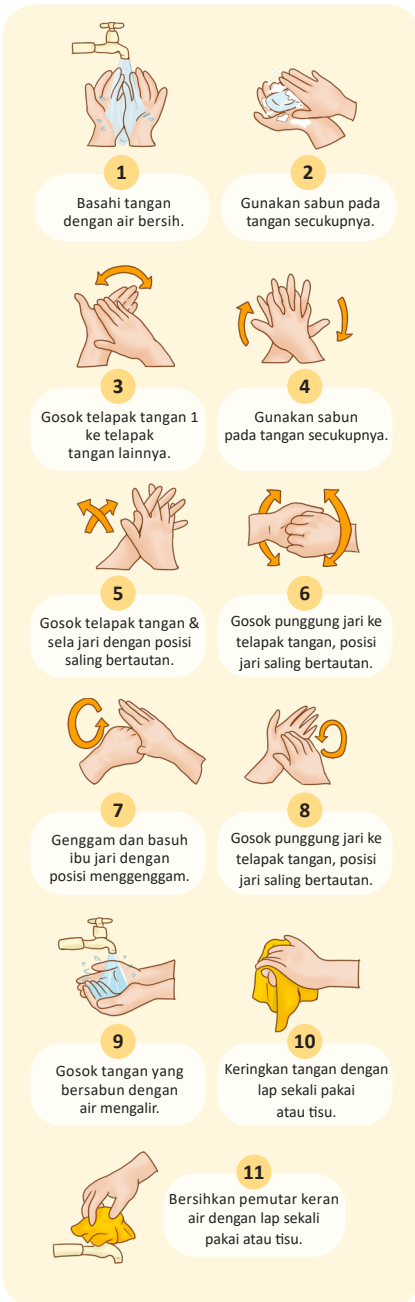 1
Basahi tangan
dengan air bersih.
2
Gunakan sabun pada
tangan secukupnya.
3
Gosok telapak tangan 1
ke telapak
tangan lainnya.
4
Gunakan sabun
pada tangan secukupnya.
5
Gosok telapak tangan &
sela jari dengan posisi
saling bertautan.
6
Gosok punggung jari ke
telapak tangan, posisi
jari saling bertautan.
7
Genggam dan basuh
ibu jari dengan
posisi menggenggam.
8
Gosok punggung jari ke
telapak tangan, posisi
jari saling bertautan.
9
Gosok tangan yang
bersabun dengan
air mengalir.
10
Keringkan tangan dengan
lap sekali pakai
atau tisu.
11
Bersihkan pemutar keran
air dengan lap sekali
pakai atau tisu.